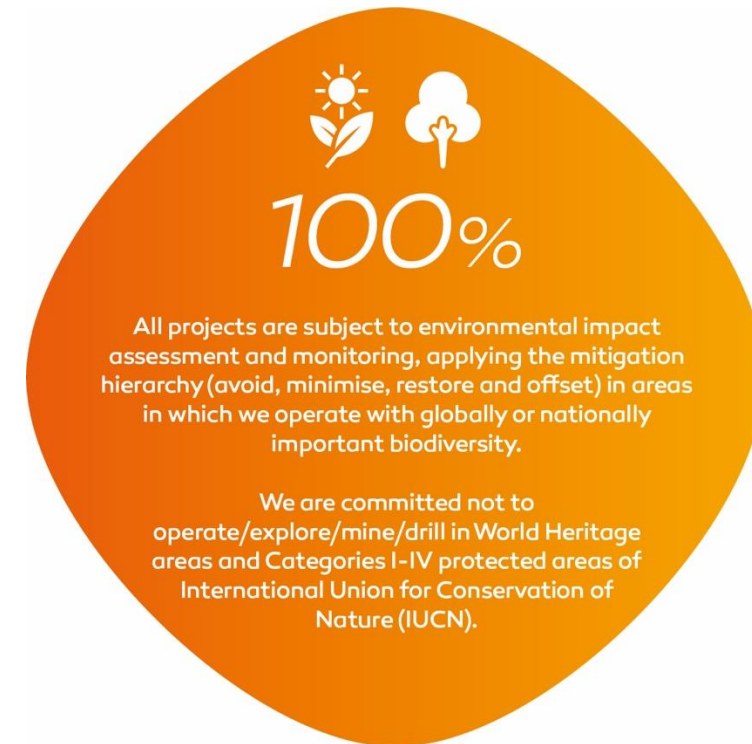 100%
All projects are subject to environmental impact
assessment and monitoring, applying the mitigation
hierarchy (avoid, minimise, restore and offset) in areas
in which we operate with globally or nationally
important biodiversity.
We are committed not to
operate/explore/mine/drill in World Heritage
areas and Categories I-IV protected areas of
International Union for Conservation of
Nature (IUCN).